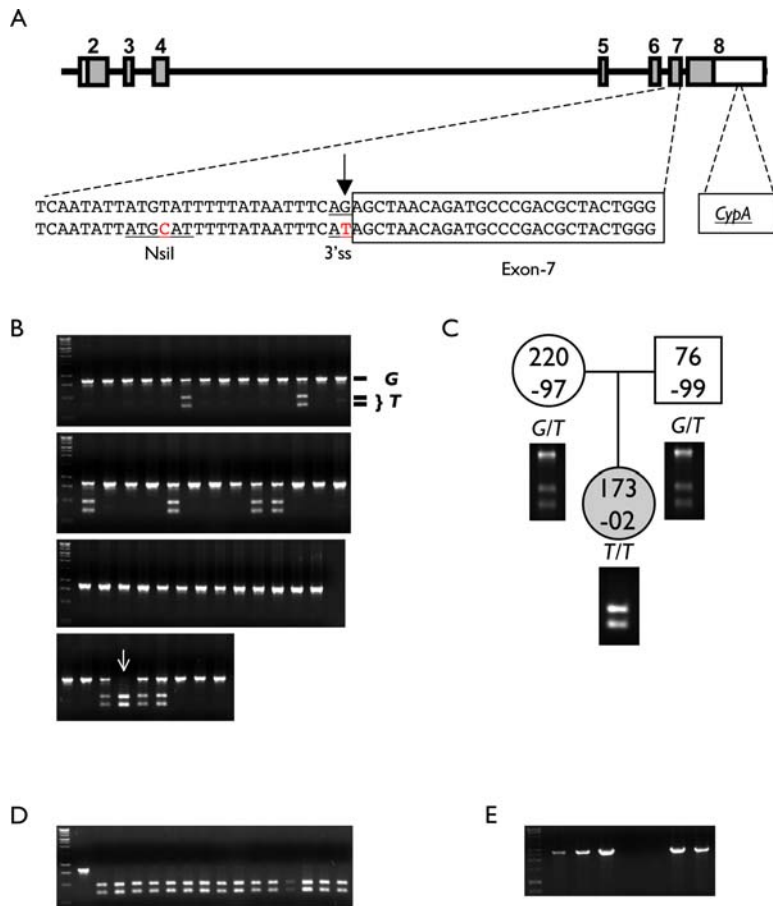 A
2 3 4 5 6 7 8
TCAATATTATGTATTTTTATAATTTCAGAGCTAACAGATGCCCGACGCTACTGGG
TCAATATTATGCATTTTTATAATTTCATAGCTAACAGATGCCCGACGCTACTGGG
NsiI 3'ss
Exon-7
CypA
B
G
} T
C
220
-97
76
-99
G/T
G/T
173
-02
T/T
D
E